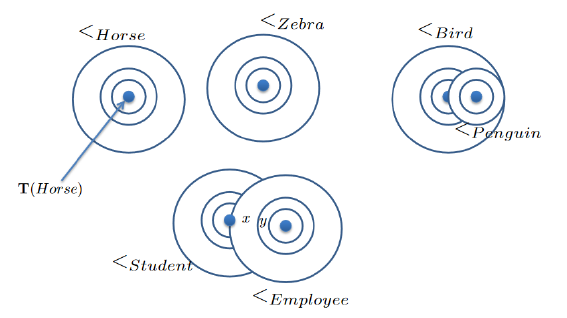 <Horse
<Zebra
<Bird
<Penguin
T(Horse)
x y
<Student
<Employee